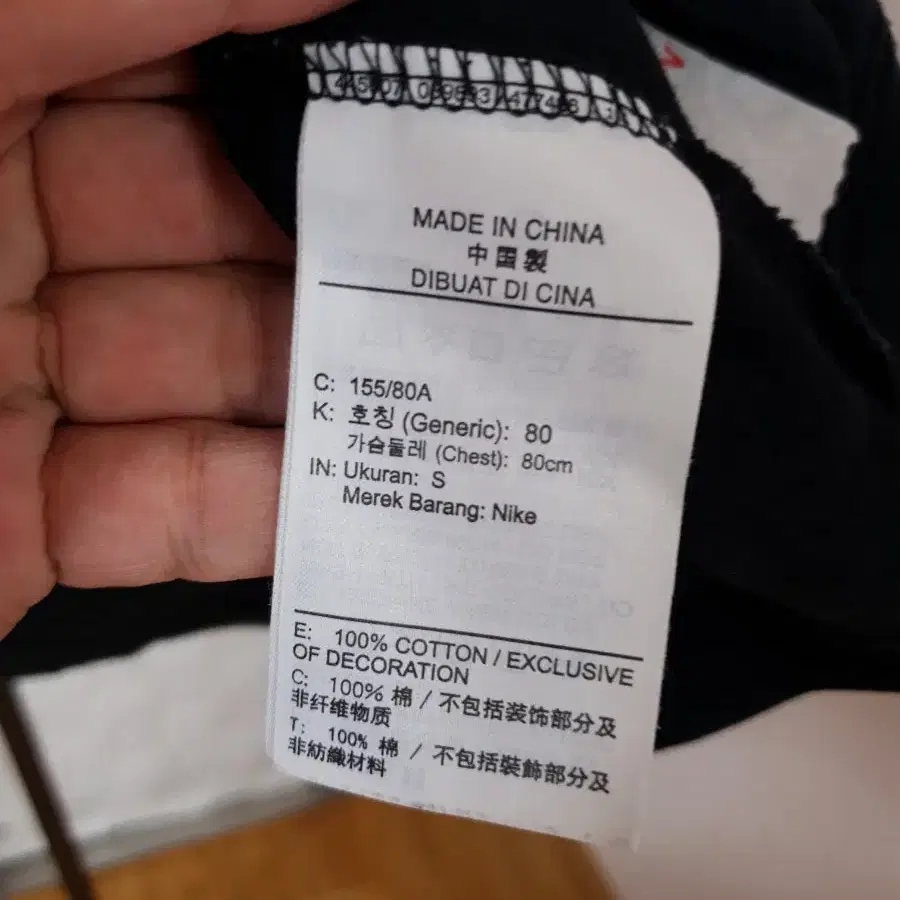 MADE IN CHINA
中国製
DIBUAT DI CINA
C: 155/80A
K: 호칭 (Generic): 80
가슴둘레 (Chest): 80cm
IN: Ukuran: S
Merek Barang: Nike
E: 100% COTTON / EXCLUSIVE
OF DECORATION
C: 100% 棉 / 不包括装饰部分及
非纤维物质
T: 100% 棉 / 不包括裝飾部分及
非紡織材料